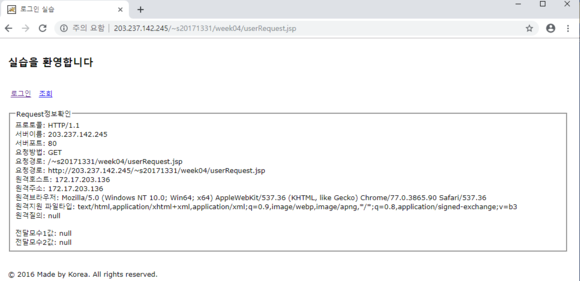 로그인 실습
주의 요함
203.237.142.245/~s20171331/week04/userRequest.jsp
실습을 환영합니다
로그인 조회
Request정보확인
프로토콜: HTTP/1.1
서버이름: 203.237.142.245
서버포트: 80
요청방법: GET
요청경로: /~s20171331/week04/userRequest.jsp
요청경로: http://203.237.142.245/~s20171331/week04/userRequest.jsp
원격호스트: 172.17.203.136
원격주소: 172.17.203.136
원격브라우저: Mozilla/5.0 (Windows NT 10.0; Win64; x64) AppleWebKit/537.36 (KHTML, like Gecko) Chrome/77.0.3865.90 Safari/537.36
원격지원 파일타입: text/html,application/xhtml+xml,application/xml;q=0.9,image/webp,image/apng,*/*;q=0.8,application/signed-exchange;v=b3
원격질의: null
전달모수1값: null
전달모수2값: null
© 2016 Made by Korea. All rights reserved.